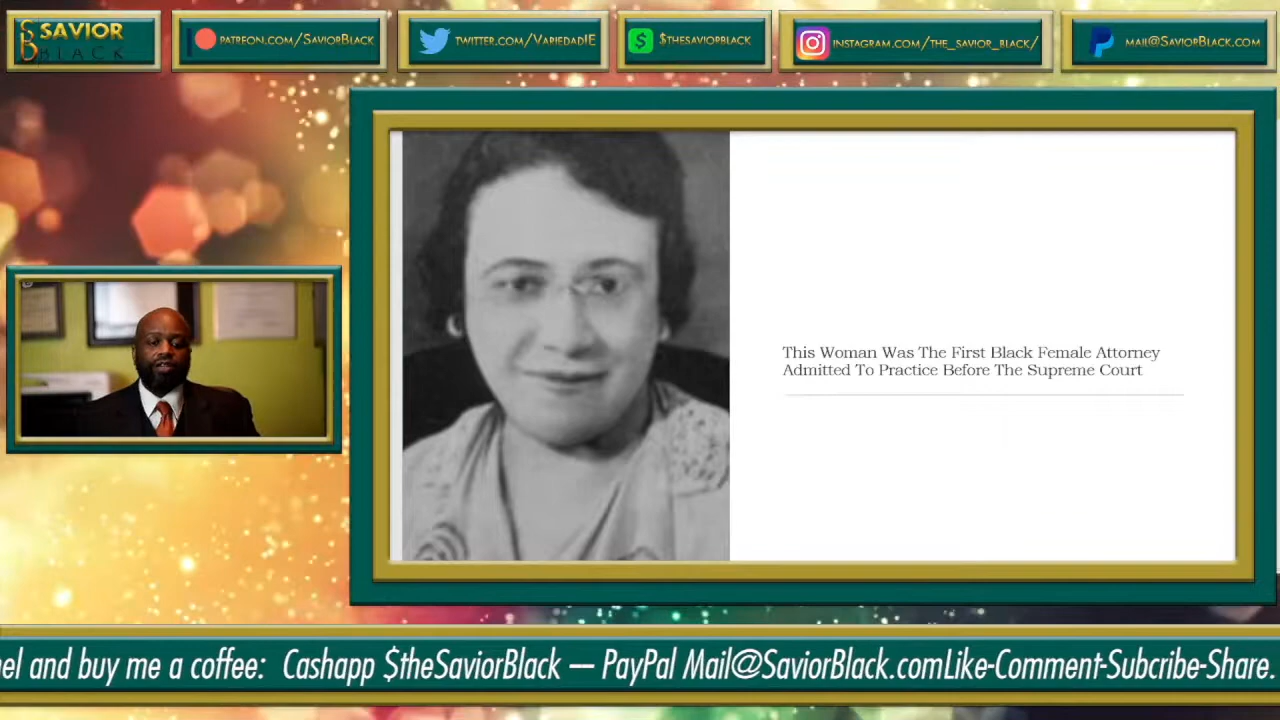 SAVIOR
BLACK
PATREON.COM/SAVIORBLACK
TWITTER.COM/VARIEDADIE
$THESAVIORBLACK
INSTAGRAM.COM/THE_SAVIOR_BLACK/
MAIL@SAVIORBLACK.COM
This Woman Was The First Black Female Attorney
Admitted To Practice Before The Supreme Court
nel and buy me a coffee: Cashapp $theSaviorBlack — PayPal Mail@SaviorBlack.comLike-Comment-Subcribe-Share.